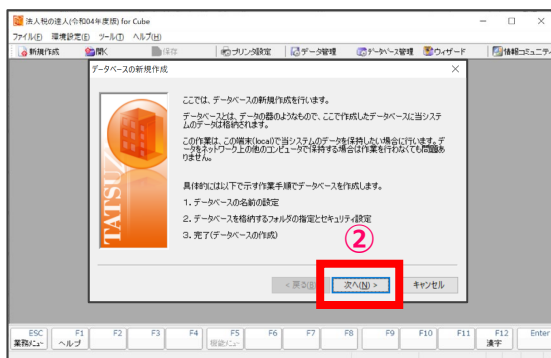 法人税の達人(令和04年度版) for Cube
ファイル(F) 環境設定(E) ツール(T) ヘルプ(H)
新規作成 開く 保存 プリンタ設定 データ管理 データベース管理 ウィザード 情報コミュニティ
データベースの新規作成
ここでは、データベースの新規作成を行います。
データベースとは、データの器のようなもので、ここで作成したデータベースに当システ
ムのデータは格納されます。
この作業は、この端末(local)で当システムのデータを保持したい場合に行います。デ
ータをネットワーク上の他のコンピュータで保持する場合は作業を行わなくても問題あ
りません。
具体的には以下で示す作業手順でデータベースを作成します。
1. データベースの名前の設定
2. データベースを格納するフォルダの指定とセキュリティ設定
3. 完了(データベースの作成)
TATSU
②
< 戻る(B) 次へ(N) > キャンセル
ESC F1 F2 F3 F4 F5 F6 F7 F8 F9 F10 F11 F12 Enter
業務メニュー ヘルプ 機能メニュー 漢字